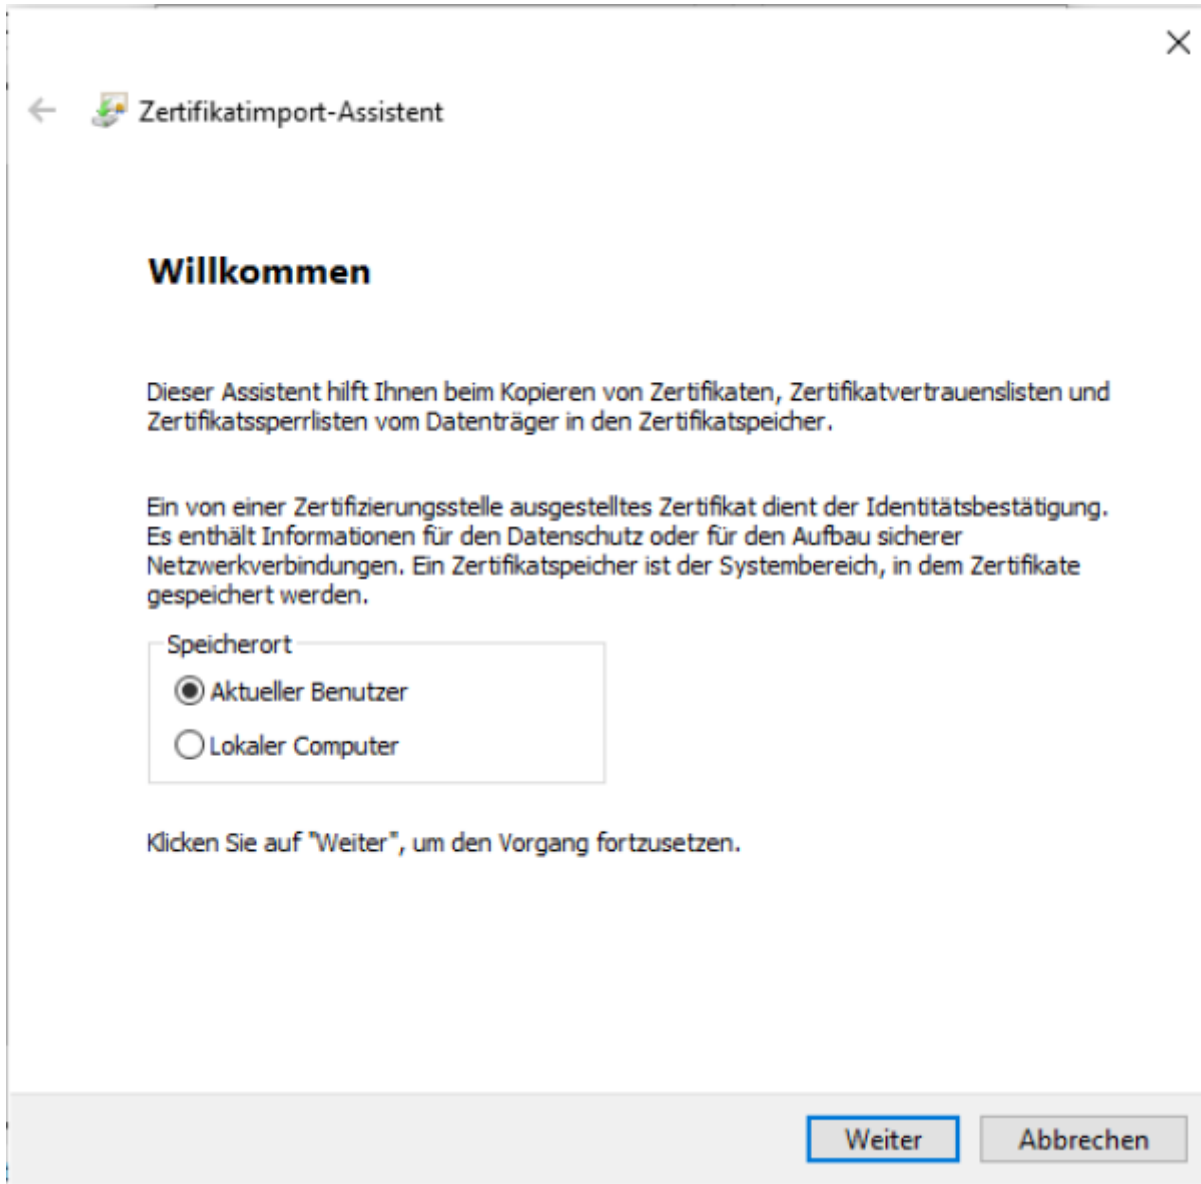 Zertifikatimport-Assistent
Willkommen
Dieser Assistent hilft Ihnen beim Kopieren von Zertifikaten, Zertifikatvertrauenslisten und
Zertifikatssperrlisten vom Datenträger in den Zertifikatspeicher.
Ein von einer Zertifizierungsstelle ausgestelltes Zertifikat dient der Identitätsbestätigung.
Es enthält Informationen für den Datenschutz oder für den Aufbau sicherer
Netzwerkverbindungen. Ein Zertifikatspeicher ist der Systembereich, in dem Zertifikate
gespeichert werden.
Speicherort
Aktueller Benutzer
Lokaler Computer
Klicken Sie auf "Weiter", um den Vorgang fortzusetzen.
Weiter
Abbrechen